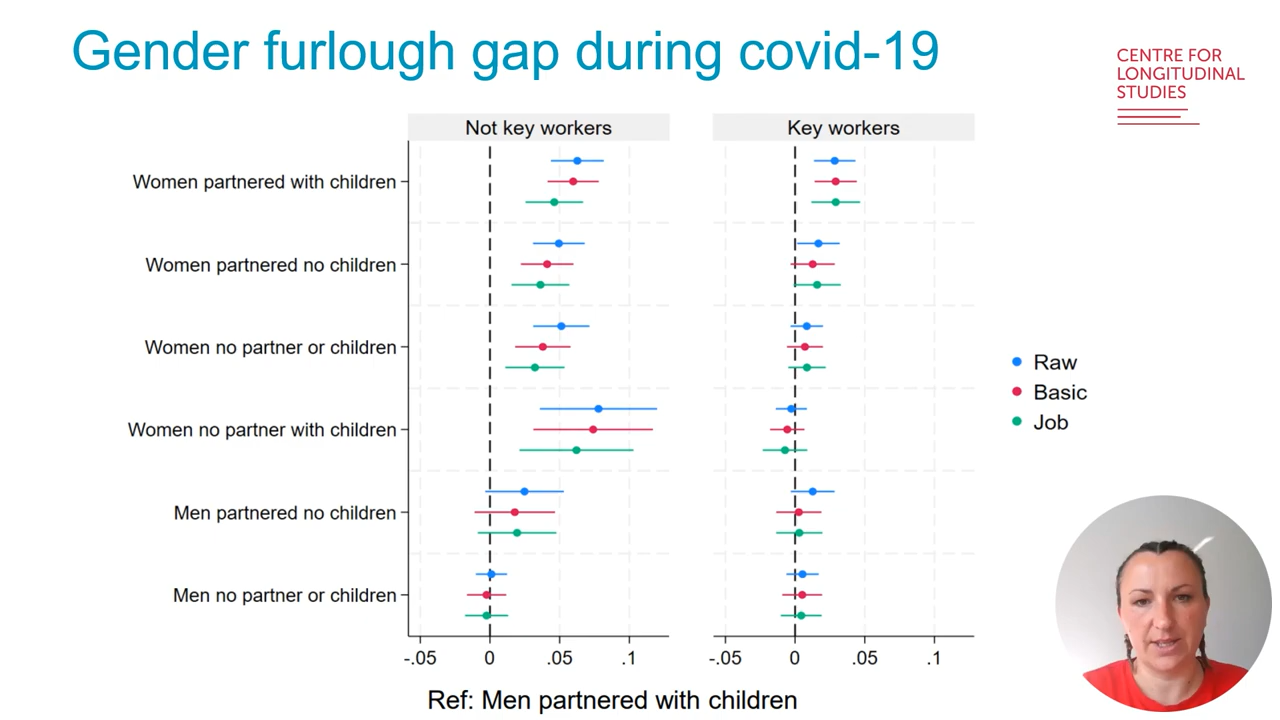 Gender furlough gap during covid-19
CENTRE FOR
LONGITUDINAL
STUDIES
Not key workers
Key workers
Women partnered with children
Women partnered no children
Women no partner or children
Women no partner with children
Men partnered no children
Men no partner or children
-.05 0 .05 .1
-.05 0 .05 .1
Raw
Basic
Job
Ref: Men partnered with children